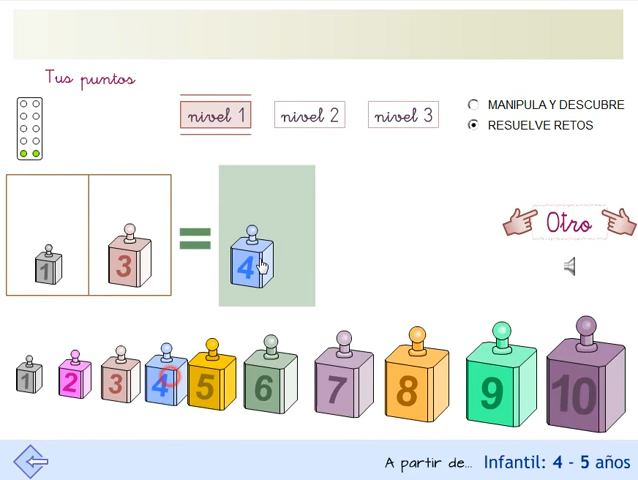 Tus puntos
nivel 1
nivel 2
nivel 3
MANIPULA Y DESCUBRE
RESUELVE RETOS
1
3
=
4
Otro
1
2
3
4
5
6
7
8
9
10
A partir de...
Infantil: 4 - 5 años